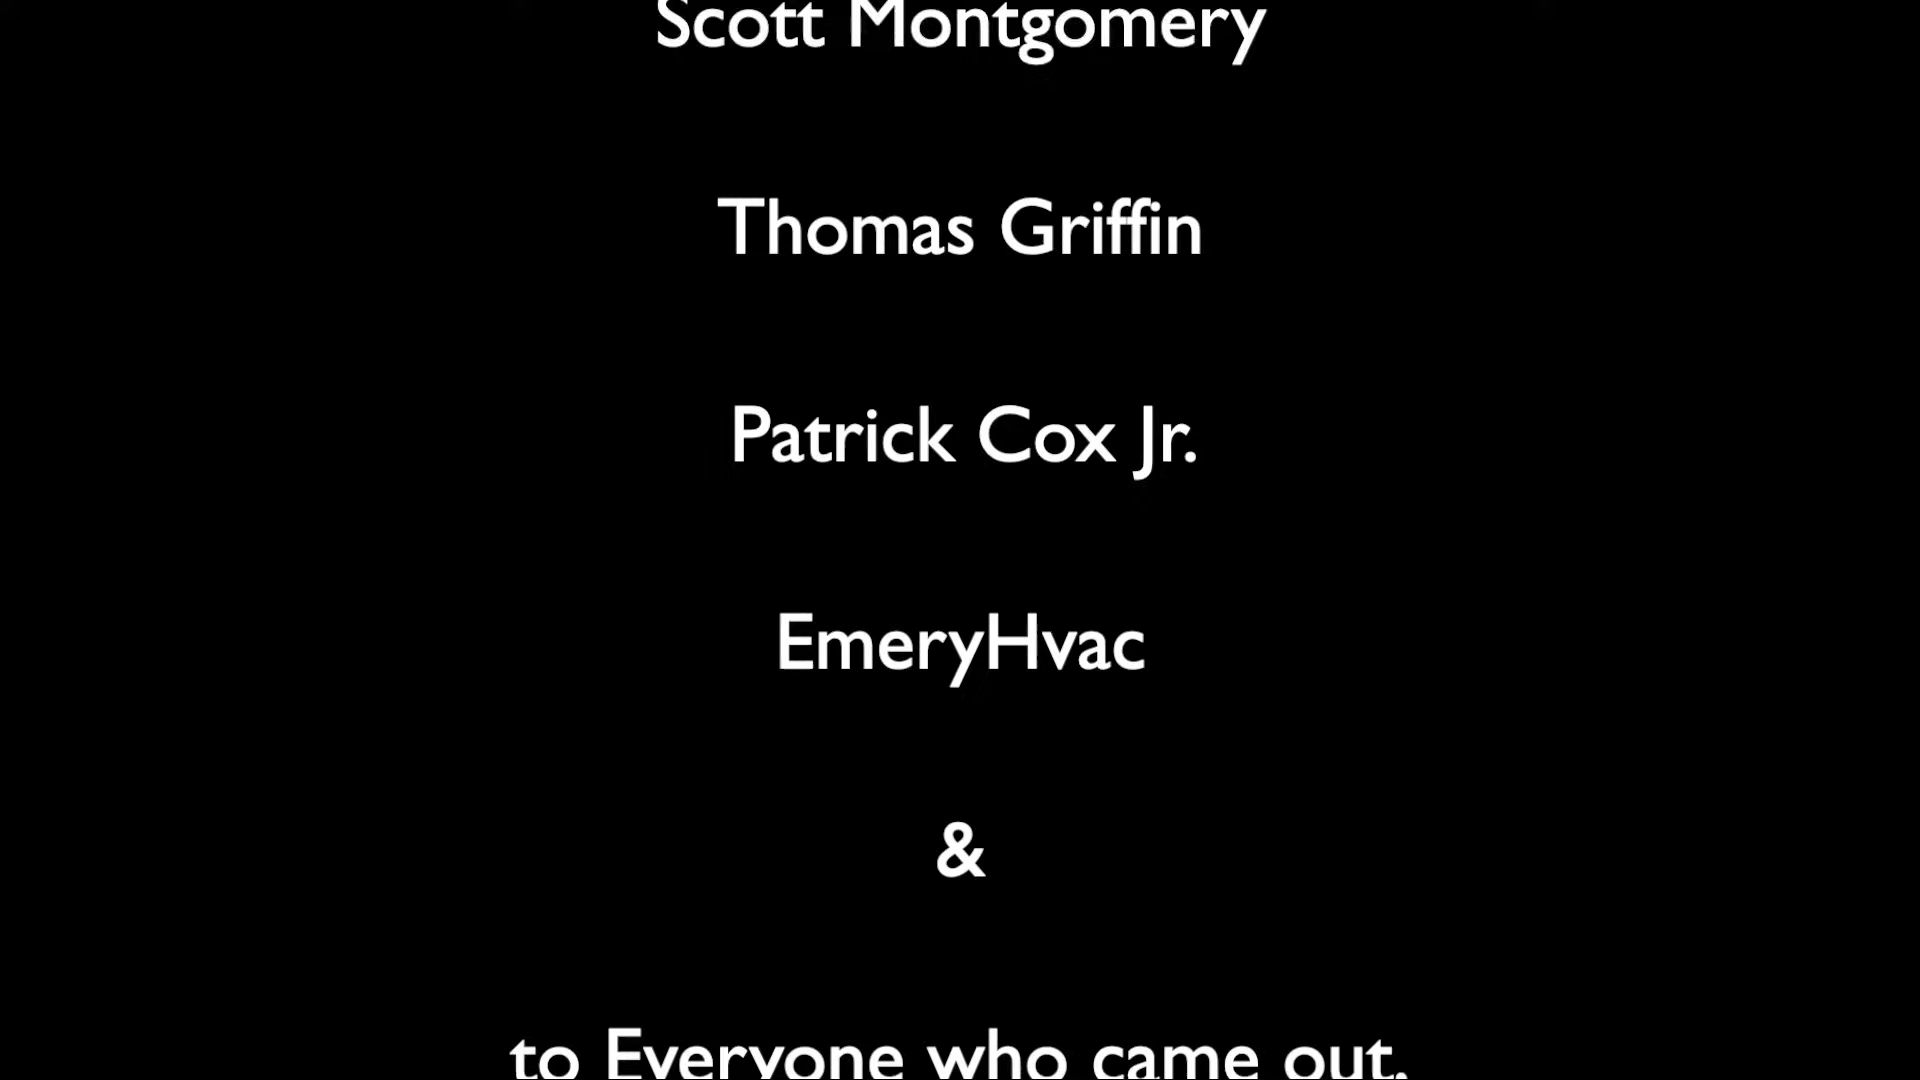 Scott Montgomery
Thomas Griffin
Patrick Cox Jr.
EmeryHvac
&
to Everyone who came out.